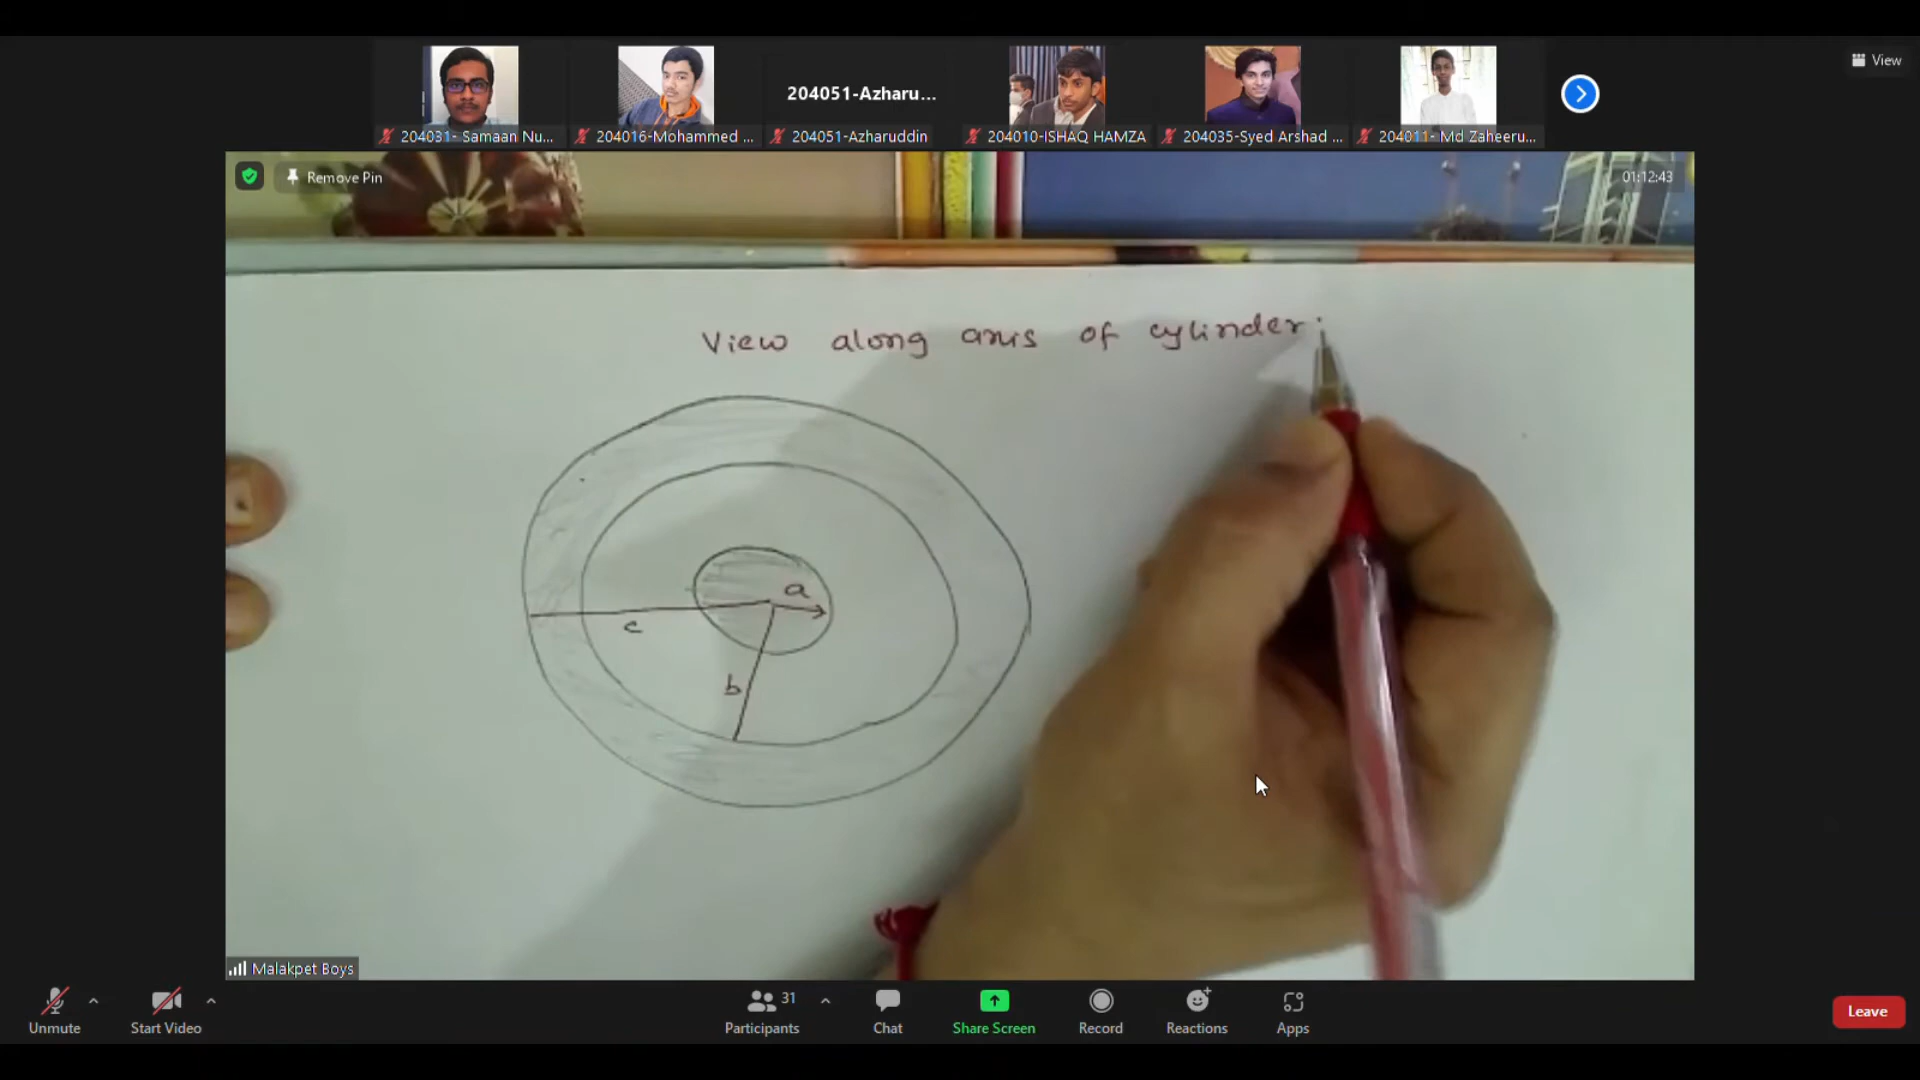 View
204051-Azharu...
204031- Samaan Nu...
204016-Mohammed ...
204051-Azharuddin
204010-ISHAQ HAMZA
204035-Syed Arshad ...
204011- Md Zaheeru...
Remove Pin
01:12:43
View along axis of cylinder:
a
c
b
Malakpet Boys
31
Unmute
Start Video
Participants
Chat
Share Screen
Record
Reactions
Apps
Leave